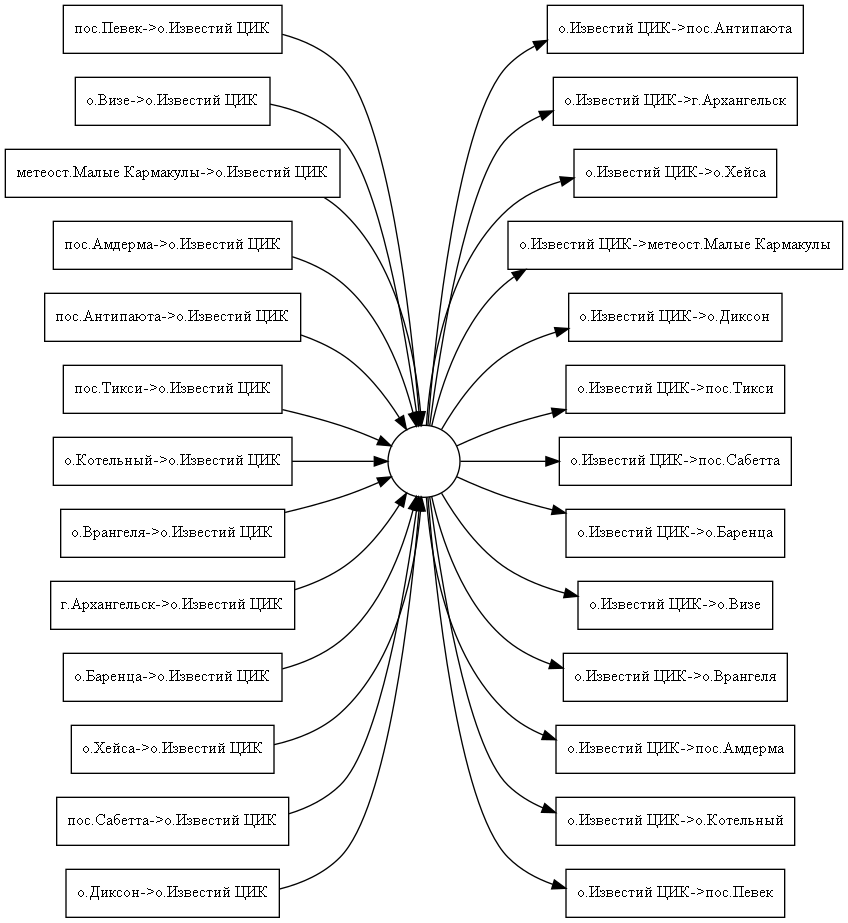 пос.Певек->о.Известий ЦИК
о.Визе->о.Известий ЦИК
метеост.Малые Кармакулы->о.Известий ЦИК
пос.Амдерма->о.Известий ЦИК
пос.Антипаюта->о.Известий ЦИК
пос.Тикси->о.Известий ЦИК
о.Котельный->о.Известий ЦИК
о.Врангеля->о.Известий ЦИК
г.Архангельск->о.Известий ЦИК
о.Баренца->о.Известий ЦИК
о.Хейса->о.Известий ЦИК
пос.Сабетта->о.Известий ЦИК
о.Диксон->о.Известий ЦИК
о.Известий ЦИК->пос.Антипаюта
о.Известий ЦИК->г.Архангельск
о.Известий ЦИК->о.Хейса
о.Известий ЦИК->метеост.Малые Кармакулы
о.Известий ЦИК->о.Диксон
о.Известий ЦИК->пос.Тикси
о.Известий ЦИК->пос.Сабетта
о.Известий ЦИК->о.Баренца
о.Известий ЦИК->о.Визе
о.Известий ЦИК->о.Врангеля
о.Известий ЦИК->пос.Амдерма
о.Известий ЦИК->о.Котельный
о.Известий ЦИК->пос.Певек